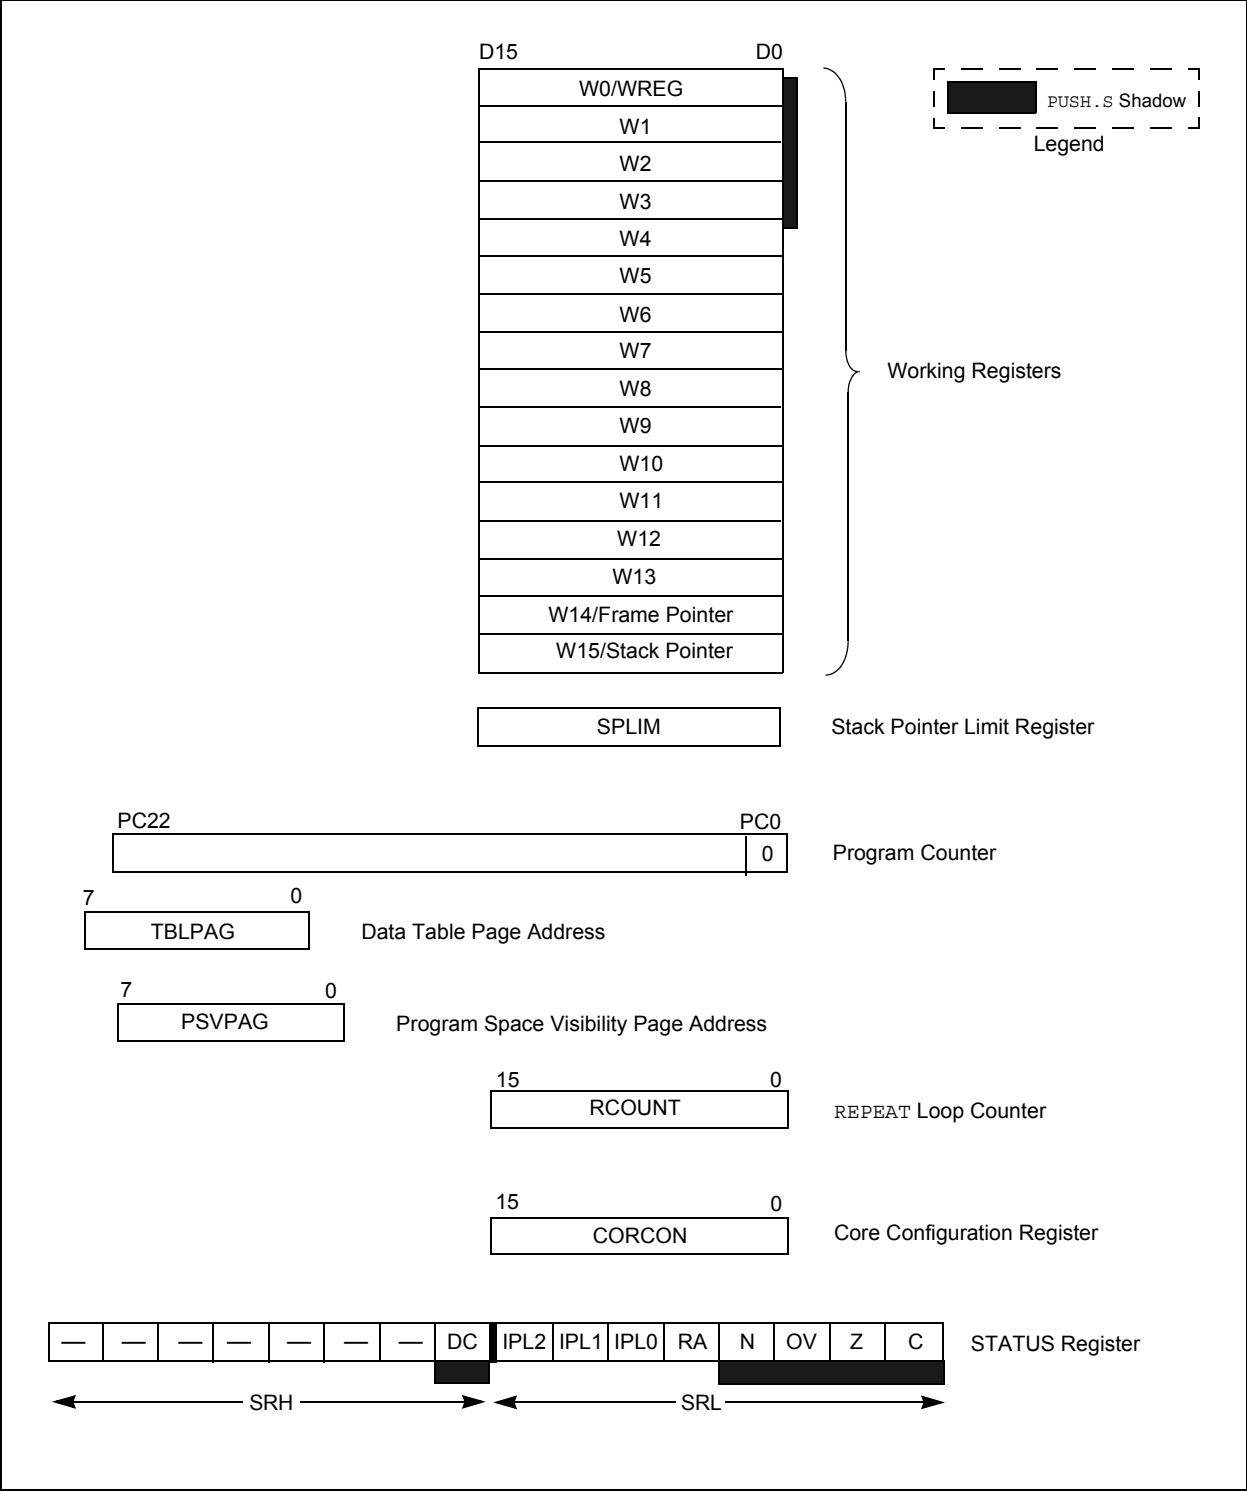 D15 D0
PUSH.S Shadow
Legend
W0/WREG
W1
W2
W3
W4
W5
W6
W7
W8
W9
W10
W11
W12
W13
W14/Frame Pointer
W15/Stack Pointer
Working Registers
SPLIM Stack Pointer Limit Register
PC22 PC0
0 Program Counter
7 0
TBLPAG Data Table Page Address
7 0
PSVPAG Program Space Visibility Page Address
15 0
RCOUNT REPEAT Loop Counter
15 0
CORCON Core Configuration Register
— — — — — — — DC IPL2 IPL1 IPL0 RA N OV Z C STATUS Register
SRH SRL